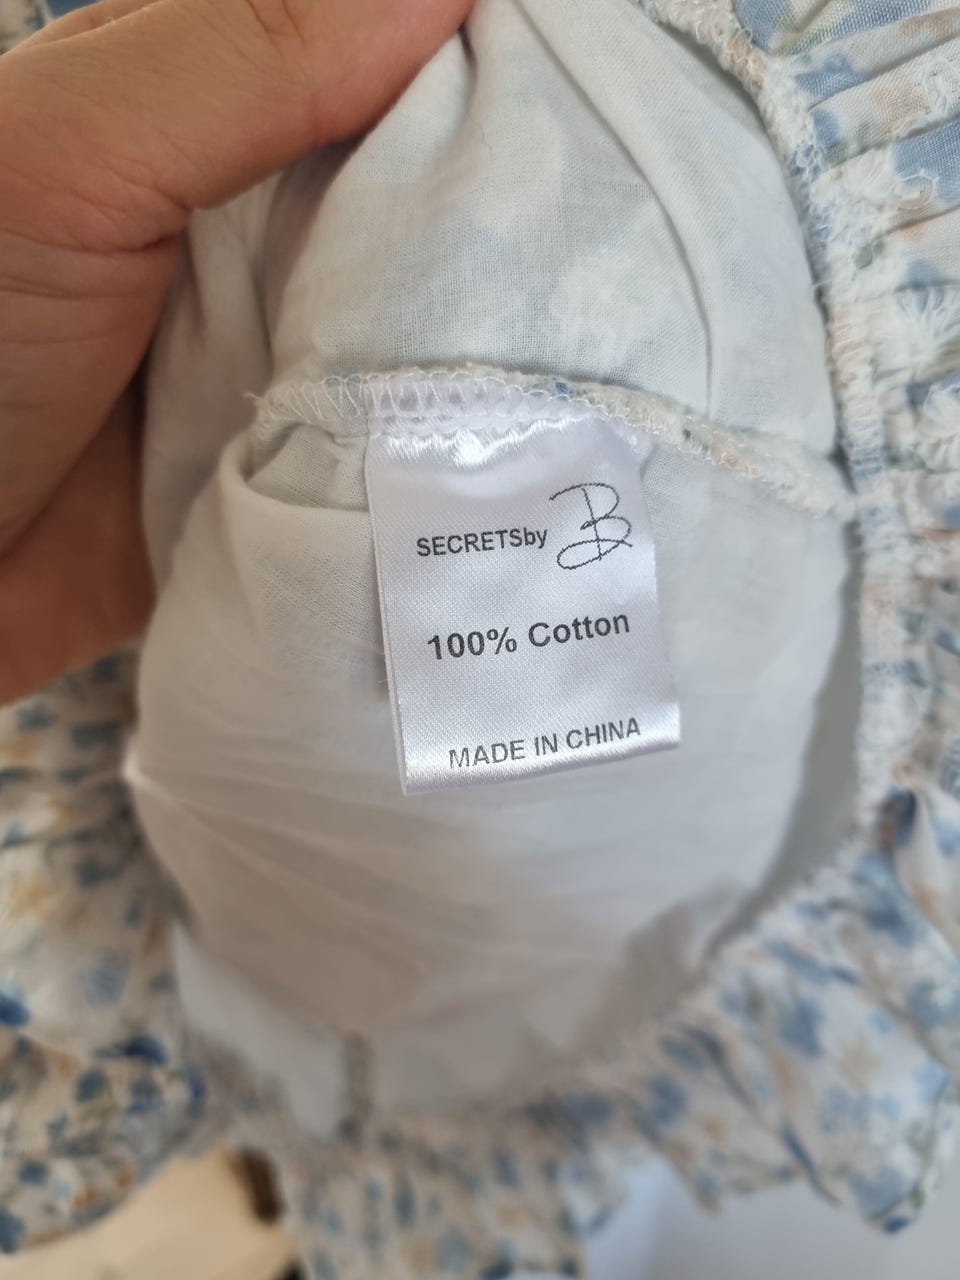 SECRETSby B
100% Cotton
MADE IN CHINA